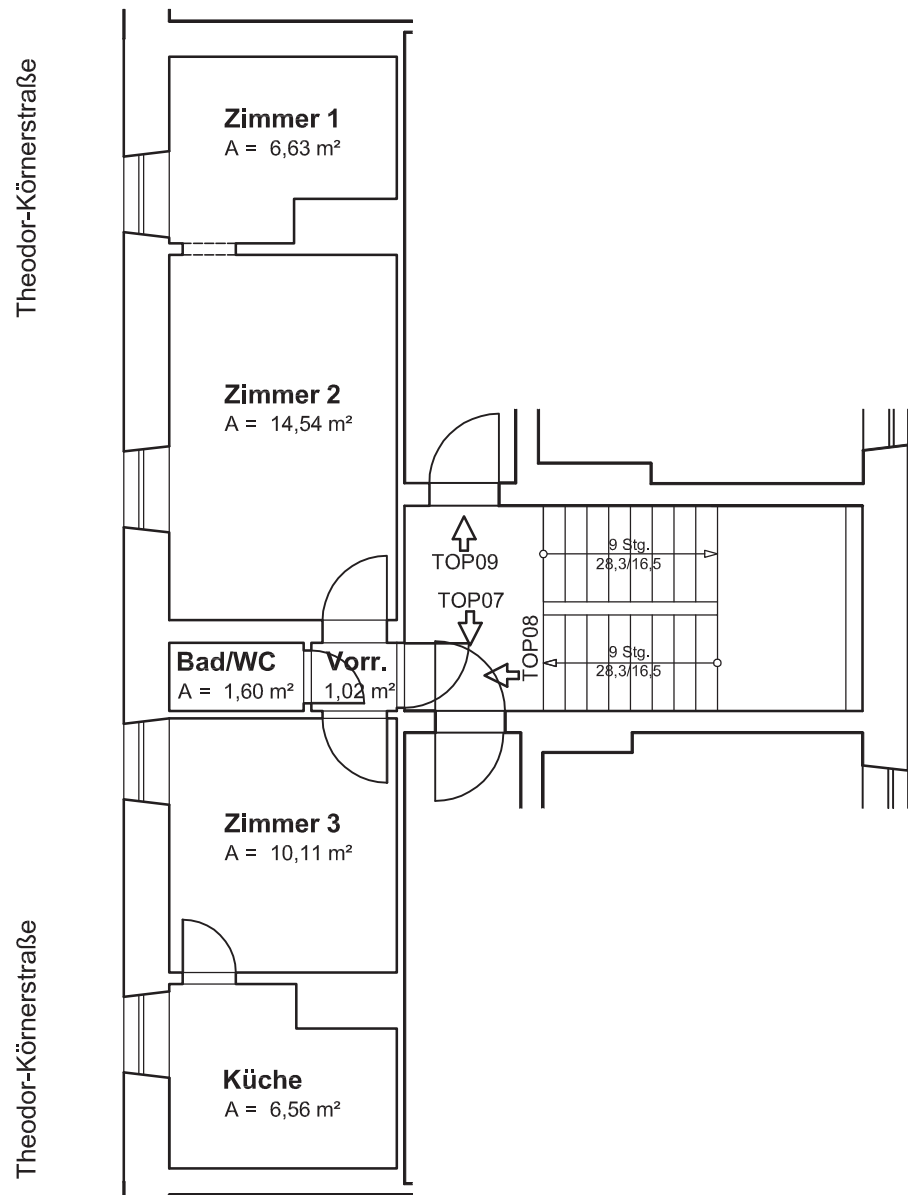 Theodor-Körnerstraße
Zimmer 1
A = 6,63 m²
Zimmer 2
A = 14,54 m²
TOP09
9 Stg.
28,3/16,5
TOP07
TOP08
9 Stg.
28,3/16,5
Bad/WC
A = 1,60 m²
Vorr.
1,02 m²
Zimmer 3
A = 10,11 m²
Theodor-Körnerstraße
Küche
A = 6,56 m²